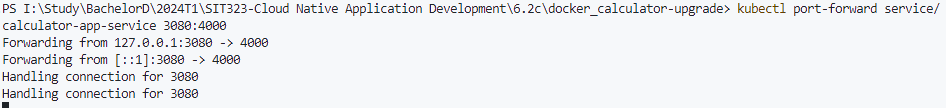 PS I:\Study\BachelorD\2024T1\SIT323-Cloud Native Application Development\6.2c\docker_calculator-upgrade> kubectl port-forward service/
calculator-app-service 3080:4000
Forwarding from 127.0.0.1:3080 -> 4000
Forwarding from [::1]:3080 -> 4000
Handling connection for 3080
Handling connection for 3080